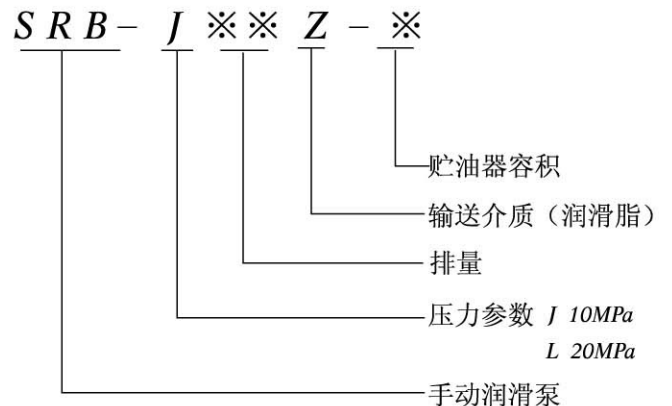 SRB-J※※Z-※
贮油器容积
输送介质（润滑脂）
排量
压力参数 J 10MPa
L 20MPa
手动润滑泵